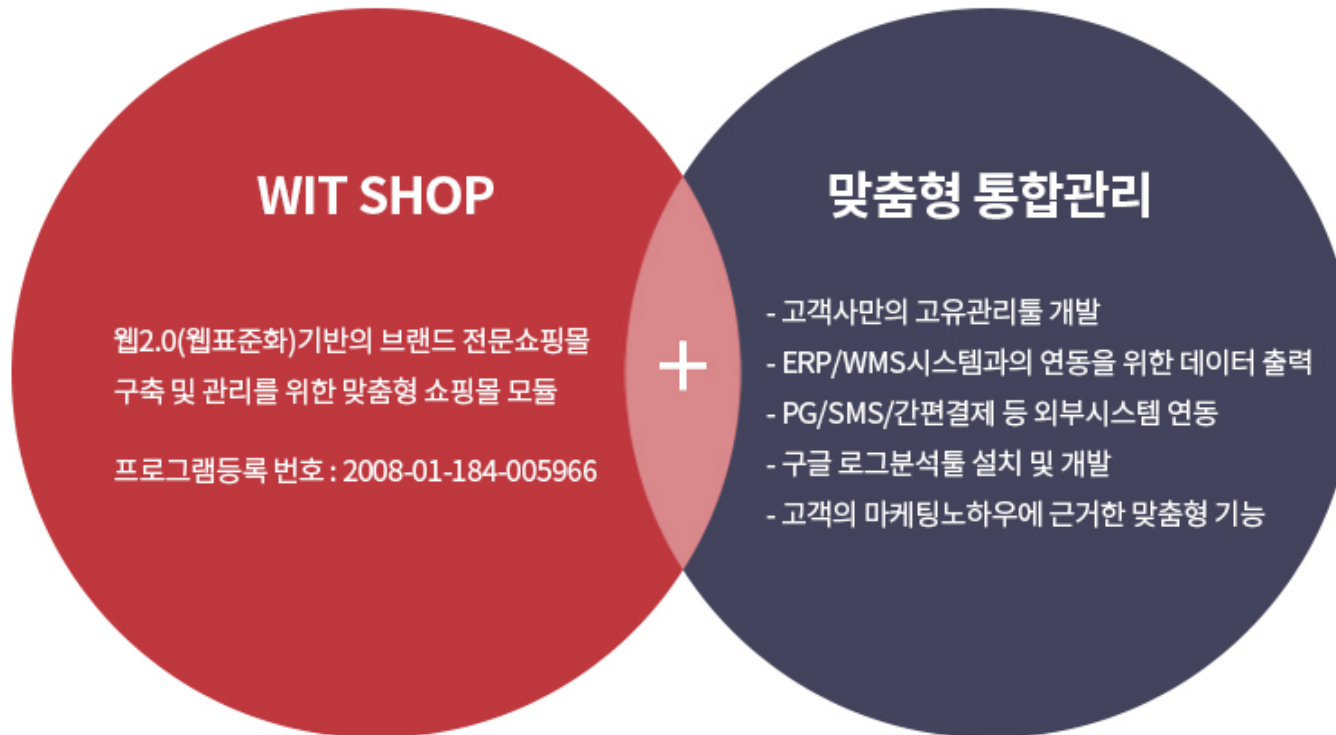 WIT SHOP
웹2.0(웹표준화)기반의 브랜드 전문쇼핑몰
구축 및 관리를 위한 맞춤형 쇼핑몰 모듈
프로그램등록 번호 : 2008-01-184-005966
+
맞춤형 통합관리
- 고객사만의 고유관리툴 개발
- ERP/WMS시스템과의 연동을 위한 데이터 출력
- PG/SMS/간편결제 등 외부시스템 연동
- 구글 로그분석툴 설치 및 개발
- 고객의 마케팅노하우에 근거한 맞춤형 기능